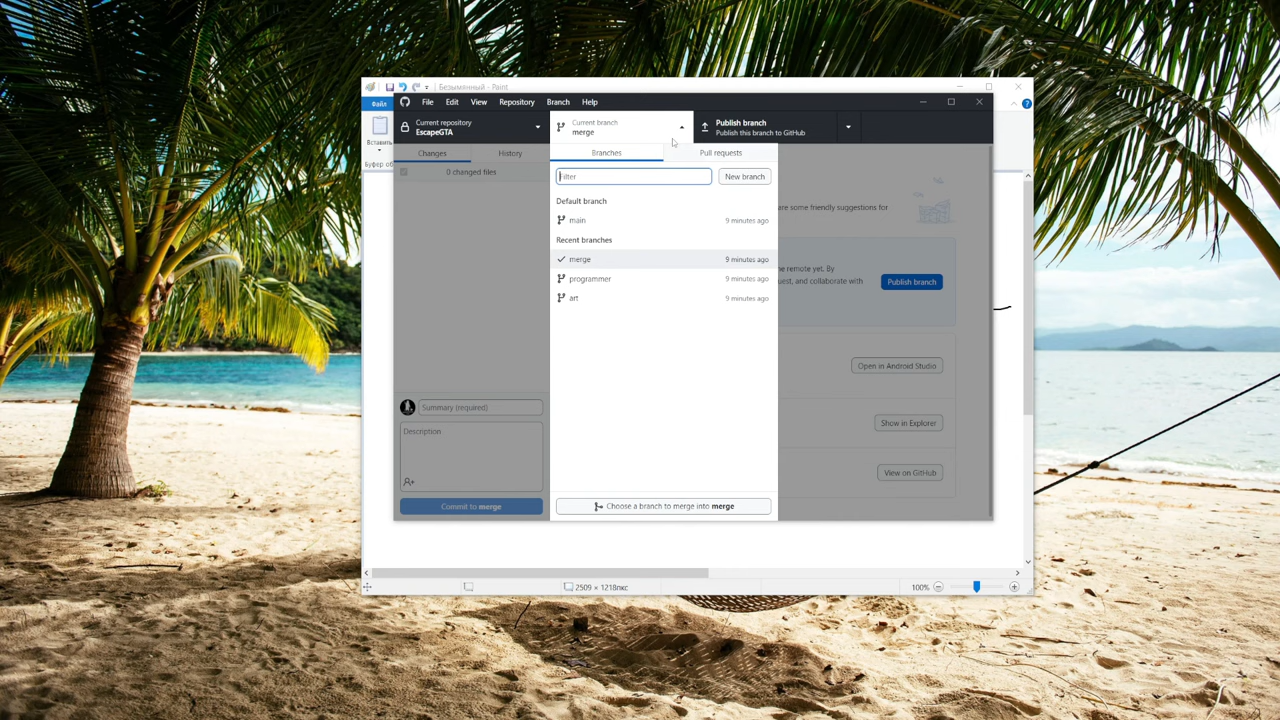 Безымянный - Paint
Файл
Вставить
File Edit View Repository Branch Help
Current repository
EscapeGTA
Current branch
merge
Publish branch
Publish this branch to GitHub
Changes
History
Branches
Pull requests
0 changed files
Filter
New branch
Default branch
main 9 minutes ago
Recent branches
merge 9 minutes ago
programmer 9 minutes ago
art 9 minutes ago
are some friendly suggestions for
remote yet. By
and collaborate with
Publish branch
Open in Android Studio
Show in Explorer
View on GitHub
Summary (required)
Description
Commit to merge
Choose a branch to merge into merge
2509 × 1218пкс
100%